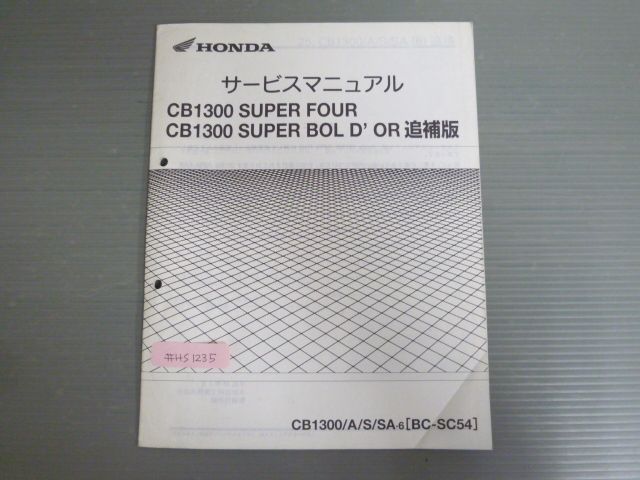 HONDA
サービスマニュアル
CB1300 SUPER FOUR
CB1300 SUPER BOL D' OR 追補版
#HS1235
CB1300/A/S/SA-6[BC-SC54]